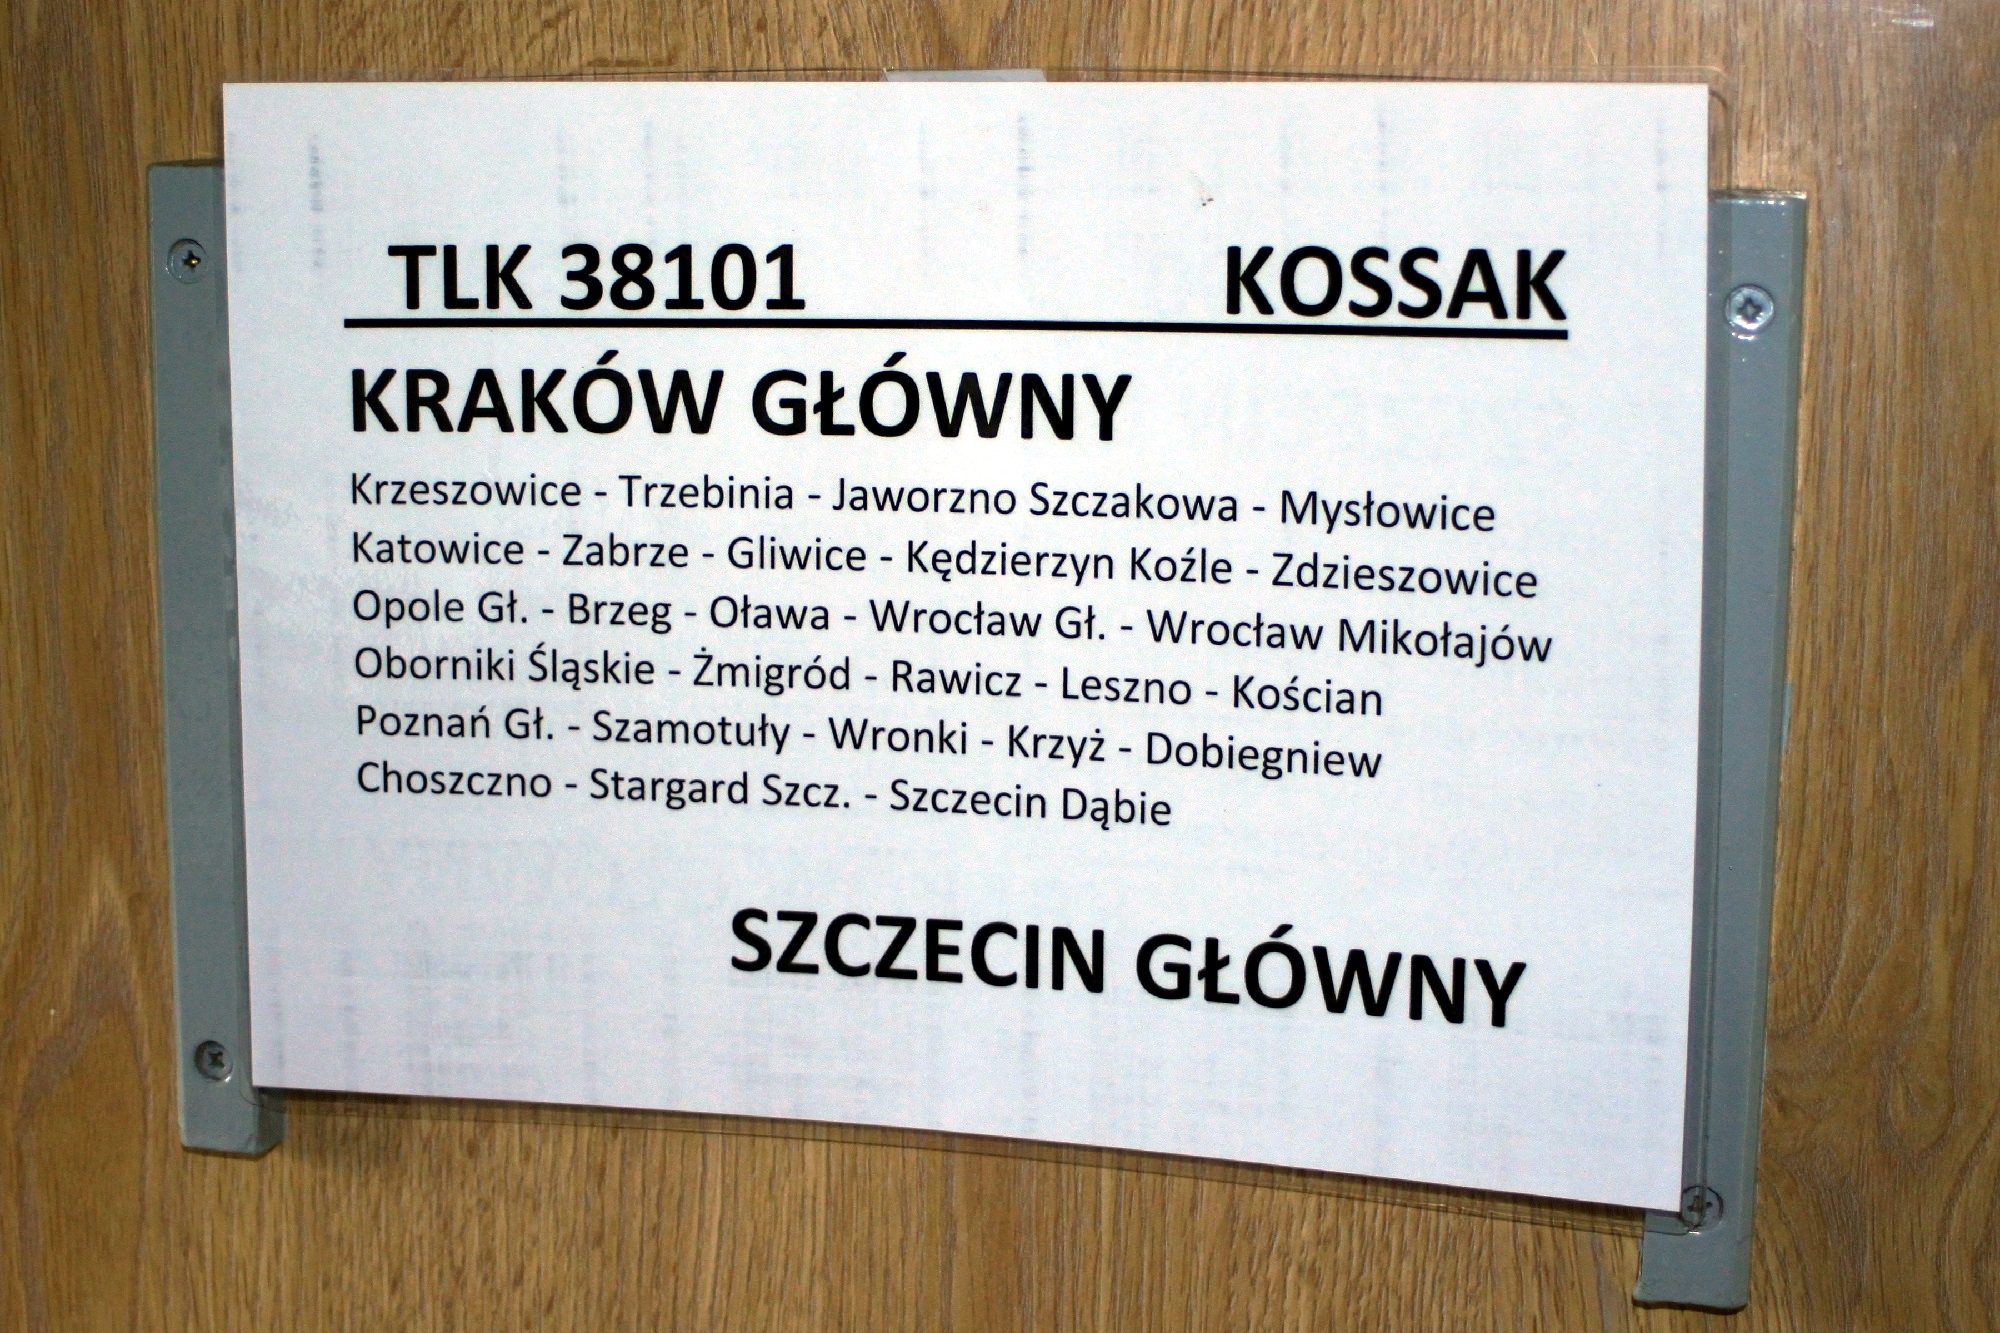 TLK 38101 KOSSAK
KRAKÓW GŁÓWNY
Krzeszowice - Trzebinia - Jaworzno Szczakowa - Mysłowice
Katowice - Zabrze - Gliwice - Kędzierzyn Koźle - Zdzieszowice
Opole Gł. - Brzeg - Oława - Wrocław Gł. - Wrocław Mikołajów
Oborniki Śląskie - Żmigród - Rawicz - Leszno - Kościan
Poznań Gł. - Szamotuły - Wronki - Krzyż - Dobiegniew
Choszczno - Stargard Szcz. - Szczecin Dąbie
SZCZECIN GŁÓWNY